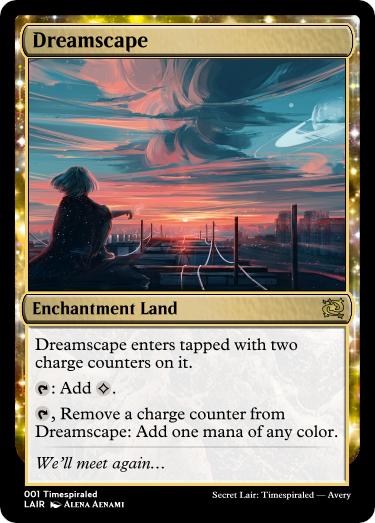 Dreamscape
Enchantment Land
Dreamscape enters tapped with two
charge counters on it.
: Add .
, Remove a charge counter from
Dreamscape: Add one mana of any color.
We'll meet again…
001 Timespiraled
LAIR Alena Aenami
Secret Lair: Timespiraled — Avery